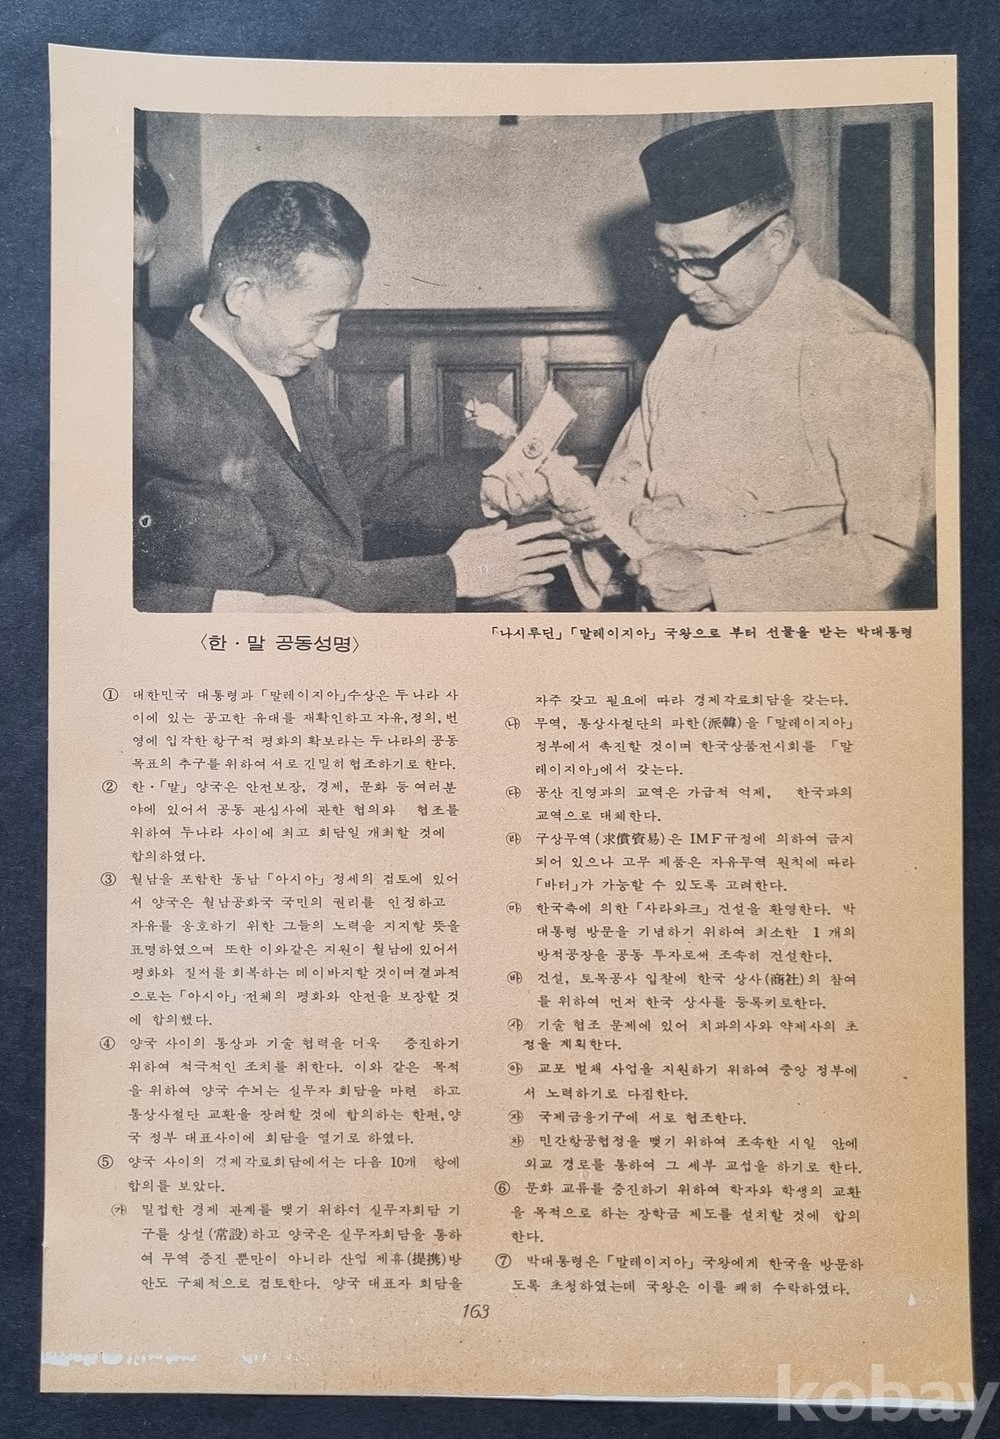 「나시루딘」「말레이지아」 국왕으로 부터 선물을 받는 박대통령
〈한·말 공동성명〉
① 대한민국 대통령과 「말레이지아」수상은 두 나라 사
이에 있는 공고한 유대를 재확인하고 자유, 정의, 번
영에 입각한 항구적 평화의 확보라는 두 나라의 공동
목표의 추구를 위하여 서로 긴밀히 협조하기로 한다.
② 한·「말」 양국은 안전보장, 경제, 문화 등 여러분
야에 있어서 공동 관심사에 관한 협의와 협조를
위하여 두나라 사이에 최고 회담일 개최할 것에
합의하였다.
③ 월남을 포함한 동남 「아시아」 정세의 검토에 있어
서 양국은 월남공화국 국민의 권리를 인정하고
자유를 옹호하기 위한 그들의 노력을 지지할 뜻을
표명하였으며 또한 이와같은 지원이 월남에 있어서
평화와 질서를 회복하는 데 이바지할 것이며 결과적
으로는 「아시아」 전체의 평화와 안전을 보장할 것
에 합의했다.
④ 양국 사이의 통상과 기술 협력을 더욱 증진하기
위하여 적극적인 조치를 취한다. 이와 같은 목적
을 위하여 양국 수뇌는 실무자 회담을 마련 하고
통상사절단 교환을 장려할 것에 합의하는 한편, 양
국 정부 대표사이에 회담을 열기로 하였다.
⑤ 양국 사이의 경제각료회담에서는 다음 10개 항에
합의를 보았다.
㉮ 밀접한 경제 관계를 맺기 위하여 실무자회담 기
구를 상설(常設)하고 양국은 실무자회담을 통하
여 무역 증진 뿐만이 아니라 산업 제휴(提携)방
안도 구체적으로 검토한다. 양국 대표자 회담을
자주 갖고 필요에 따라 경제각료회담을 갖는다.
㉯ 무역, 통상사절단의 파한(派韓)을 「말레이지아」
정부에서 촉진할 것이며 한국상품전시회를 「말
레이지아」에서 갖는다.
㉰ 공산 진영과의 교역은 가급적 억제, 한국과의
교역으로 대체한다.
㉱ 구상무역(求償貿易)은 IMF규정에 의하여 금지
되어 있으나 고무 제품은 자유무역 원칙에 따라
「바터」가 가능할 수 있도록 고려한다.
㉲ 한국측에 의한 「사라와크」 건설을 환영한다. 박
대통령 방문을 기념하기 위하여 최소한 1개의
방적공장을 공동 투자로써 조속히 건설한다.
㉳ 건설, 토목공사 입찰에 한국 상사(商社)의 참여
를 위하여 먼저 한국 상사를 등록키로한다.
㉴ 기술 협조 문제에 있어 치과의사와 약제사의 초
정을 계획한다.
㉵ 교포 벌채 사업을 지원하기 위하여 중앙 정부에
서 노력하기로 다짐한다.
㉶ 국제금융기구에 서로 협조한다.
㉷ 민간항공협정을 맺기 위하여 조속한 시일 안에
외교 경로를 통하여 그 세부 교섭을 하기로 한다.
⑥ 문화 교류를 증진하기 위하여 학자와 학생의 교환
을 목적으로 하는 장학금 제도를 설치할 것에 합의
한다.
⑦ 박대통령은 「말레이지아」 국왕에게 한국을 방문하
도록 초청하였는데 국왕은 이를 쾌히 수락하였다.
163
kobay